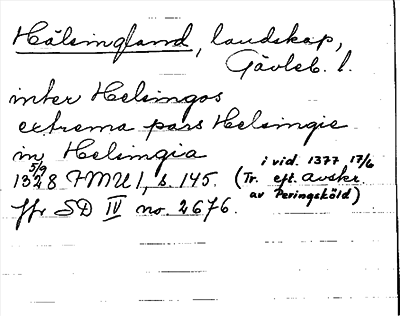 Hälsingland, landskap,
Gävleb. l.
inter Helsingos
extrema pars Helsingie
in Helsingia
5/9 i vid. 1377 17/6
1328 FMU 1, s. 145. (Tr. eft. avskr.
av Peringsköld)
Jfr SD IV no. 2676.